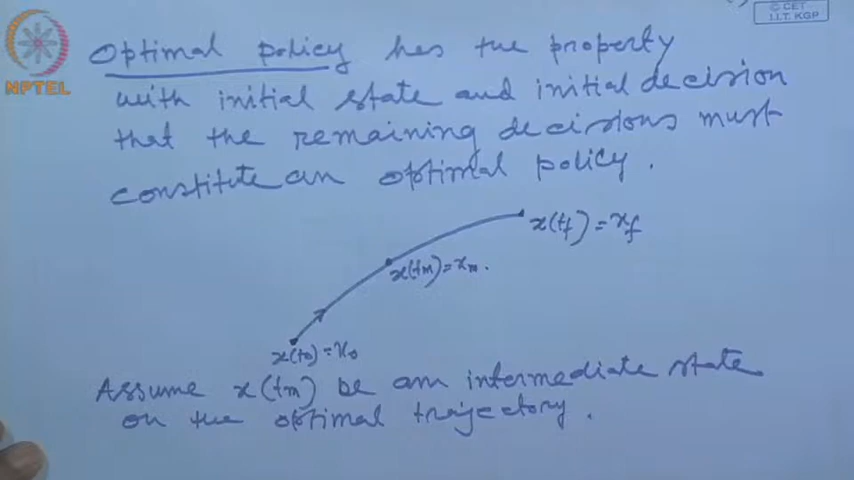 © CET
I.I.T. KGP
NPTEL
Optimal policy has the property
with initial state and initial decision
that the remaining decisions must
constitute an optimal policy.
x(tf) = xf
x(tm) = xm.
x(t0) = x0
Assume x(tm) be an intermediate state
on the optimal trajectory.